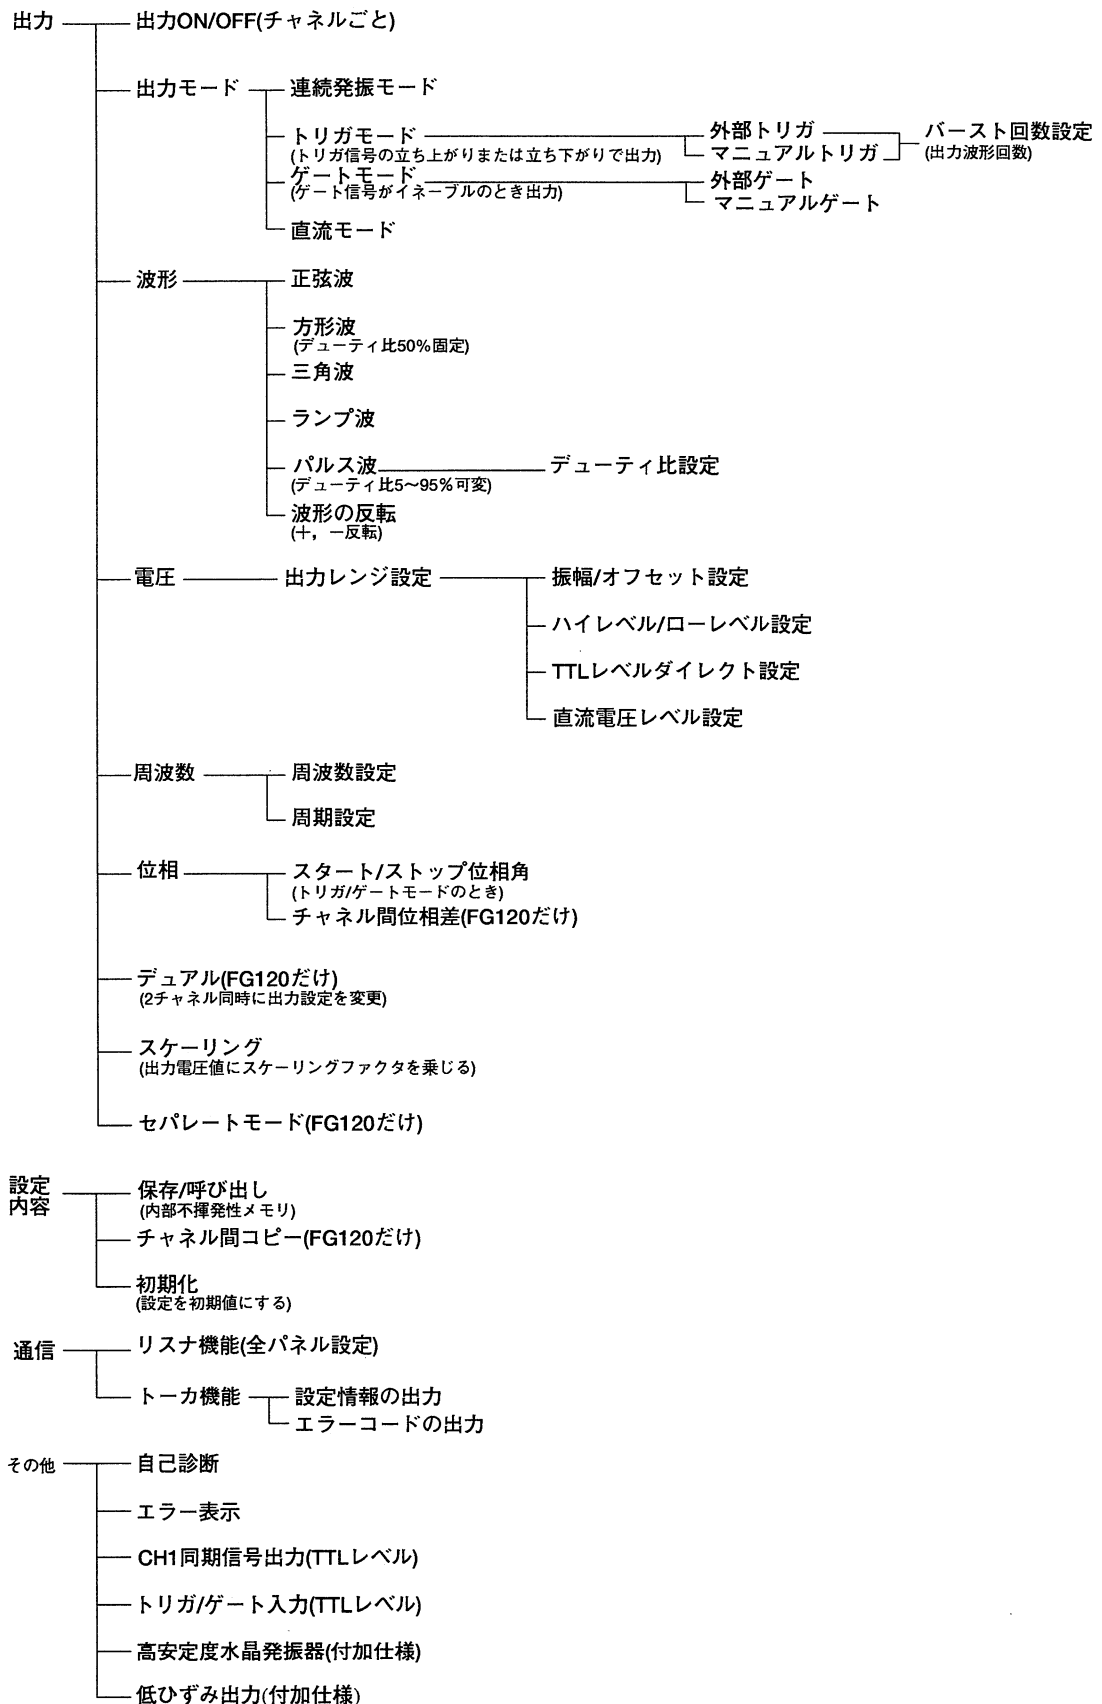 出力
出力ON/OFF(チャネルごと)
出力モード
連続発振モード
トリガモード
(トリガ信号の立ち上がりまたは立ち下がりで出力)
外部トリガ
マニュアルトリガ
バースト回数設定
(出力波形回数)
ゲートモード
(ゲート信号がイネーブルのとき出力)
外部ゲート
マニュアルゲート
直流モード
波形
正弦波
方形波
(デューティ比50%固定)
三角波
ランプ波
パルス波
(デューティ比5〜95%可変)
デューティ比設定
波形の反転
(+, −反転)
電圧
出力レンジ設定
振幅/オフセット設定
ハイレベル/ローレベル設定
TTLレベルダイレクト設定
直流電圧レベル設定
周波数
周波数設定
周期設定
位相
スタート/ストップ位相角
(トリガ/ゲートモードのとき)
チャネル間位相差(FG120だけ)
デュアル(FG120だけ)
(2チャネル同時に出力設定を変更)
スケーリング
(出力電圧値にスケーリングファクタを乗じる)
セパレートモード(FG120だけ)
設定
内容
保存/呼び出し
(内部不揮発性メモリ)
チャネル間コピー(FG120だけ)
初期化
(設定を初期値にする)
通信
リスナ機能(全パネル設定)
トーカ機能
設定情報の出力
エラーコードの出力
その他
自己診断
エラー表示
CH1同期信号出力(TTLレベル)
トリガ/ゲート入力(TTLレベル)
高安定度水晶発振器(付加仕様)
低ひずみ出力(付加仕様)